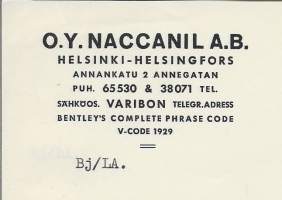 O.Y. NACCANIL A.B.
HELSINKI-HELSINGFORS
ANNANKATU 2 ANNEGATAN
PUH. 65530 & 38071 TEL.
SÄHKÖOS. VARIBON TELEGR.ADRESS
BENTLEY'S COMPLETE PHRASE CODE
V-CODE 1929
Bj/LA.